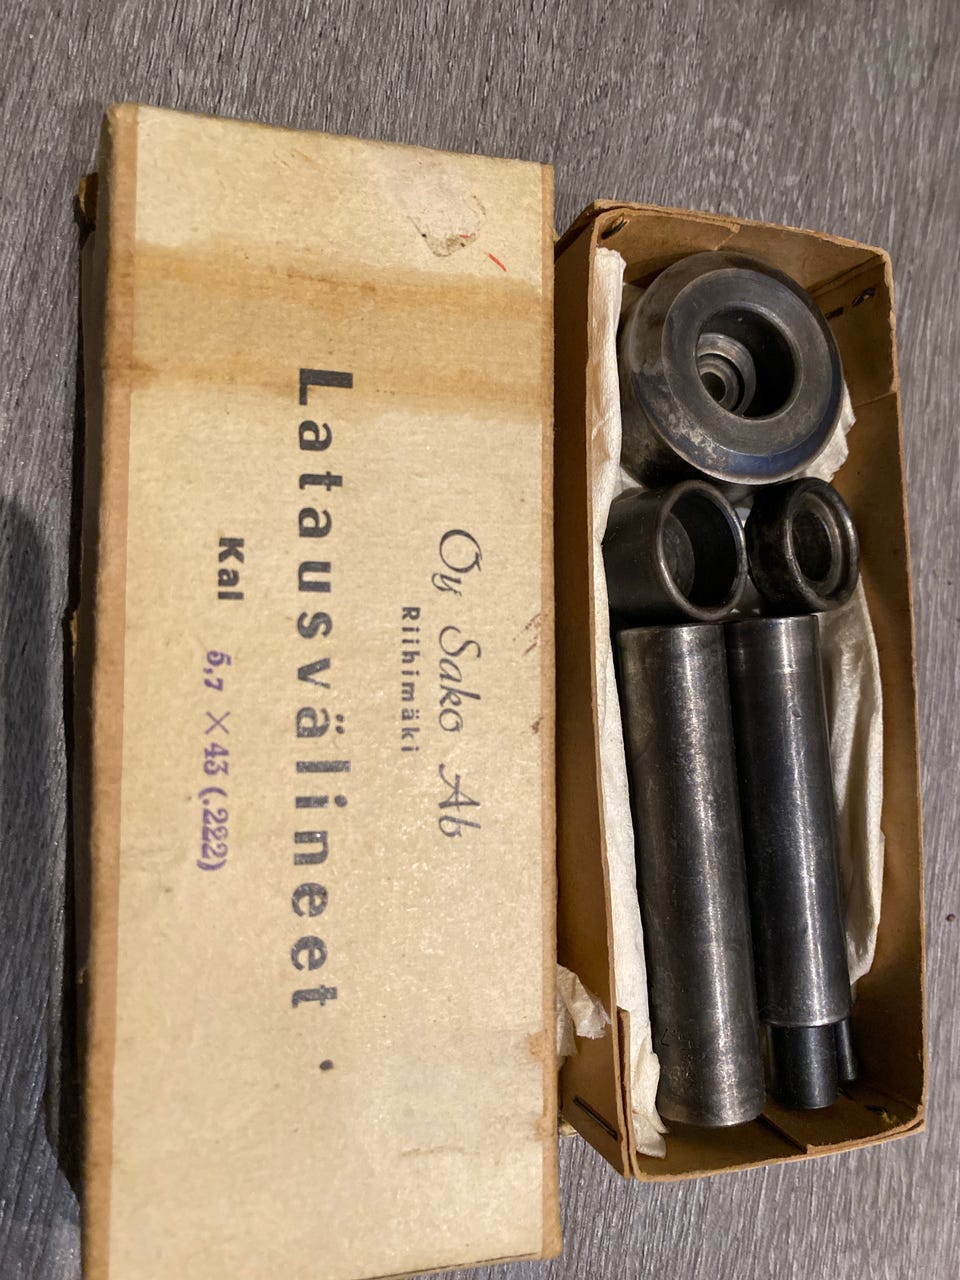 Oy Sako Ab
Riihimäki
Latausvälineet .
Kal 5,7 X 43 (.222)